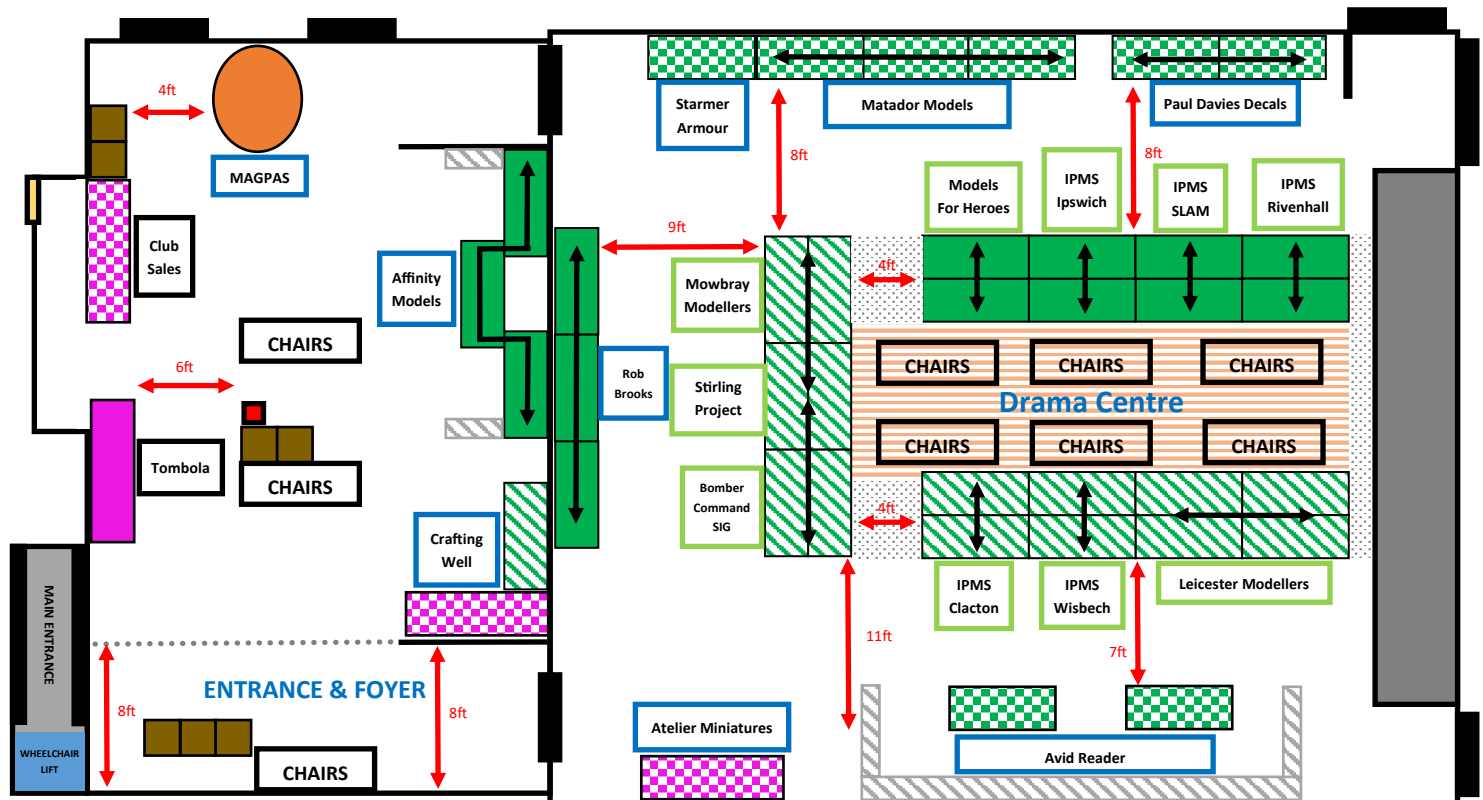 4ft
MAGPAS
Club
Sales
CHAIRS
6ft
Tombola
CHAIRS
Affinity
Models
Crafting
Well
MAIN ENTRANCE
WHEELCHAIR
LIFT
ENTRANCE & FOYER
8ft
8ft
CHAIRS
Starmer
Armour
Matador Models
Paul Davies Decals
8ft
8ft
Models
For Heroes
IPMS
Ipswich
IPMS
SLAM
IPMS
Rivenhall
9ft
Mowbray
Modellers
4ft
Rob
Brooks
Stirling
Project
CHAIRS
CHAIRS
CHAIRS
Drama Centre
CHAIRS
CHAIRS
CHAIRS
Bomber
Command
SIG
4ft
IPMS
Clacton
IPMS
Wisbech
Leicester Modellers
11ft
7ft
Atelier Miniatures
Avid Reader